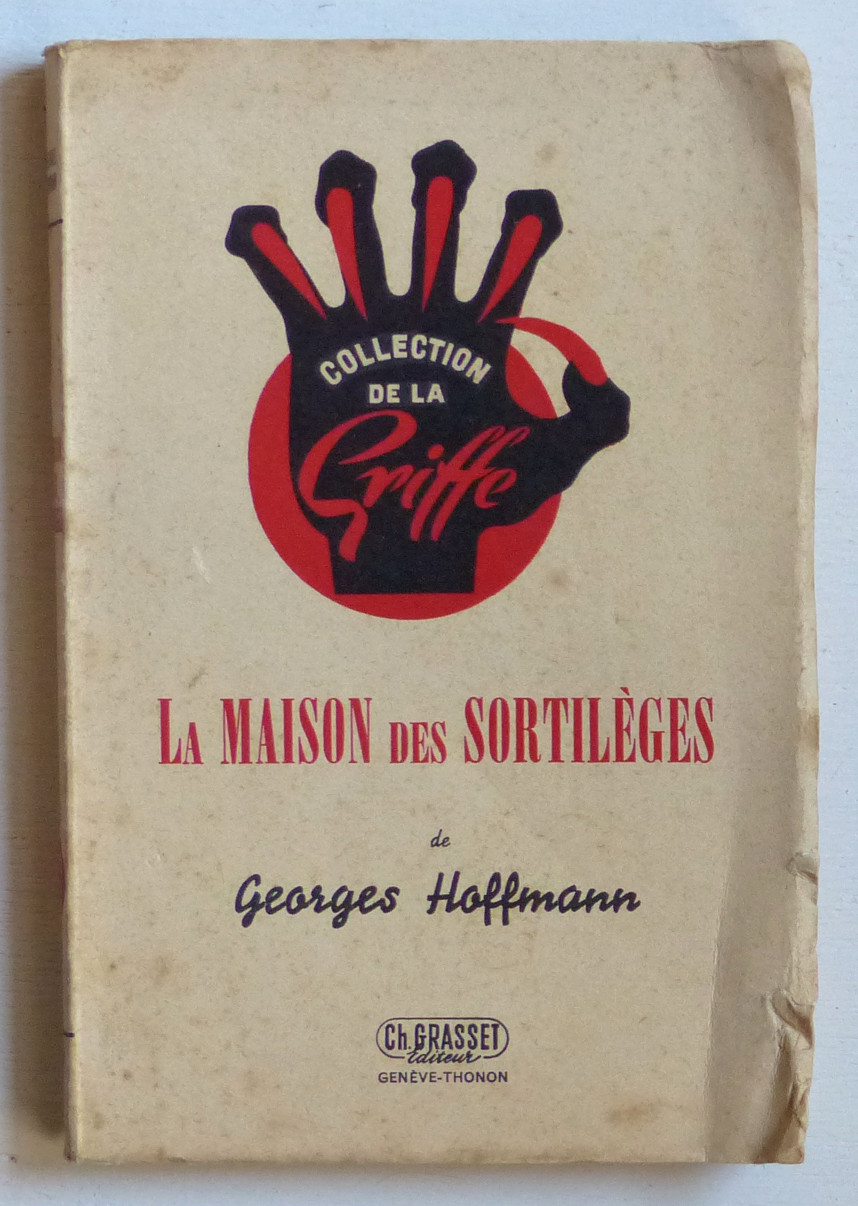 COLLECTION
DE LA
Griffe
LA MAISON DES SORTILÈGES
de
Georges Hoffmann
Ch. GRASSET
Éditeur
GENÈVE-THONON